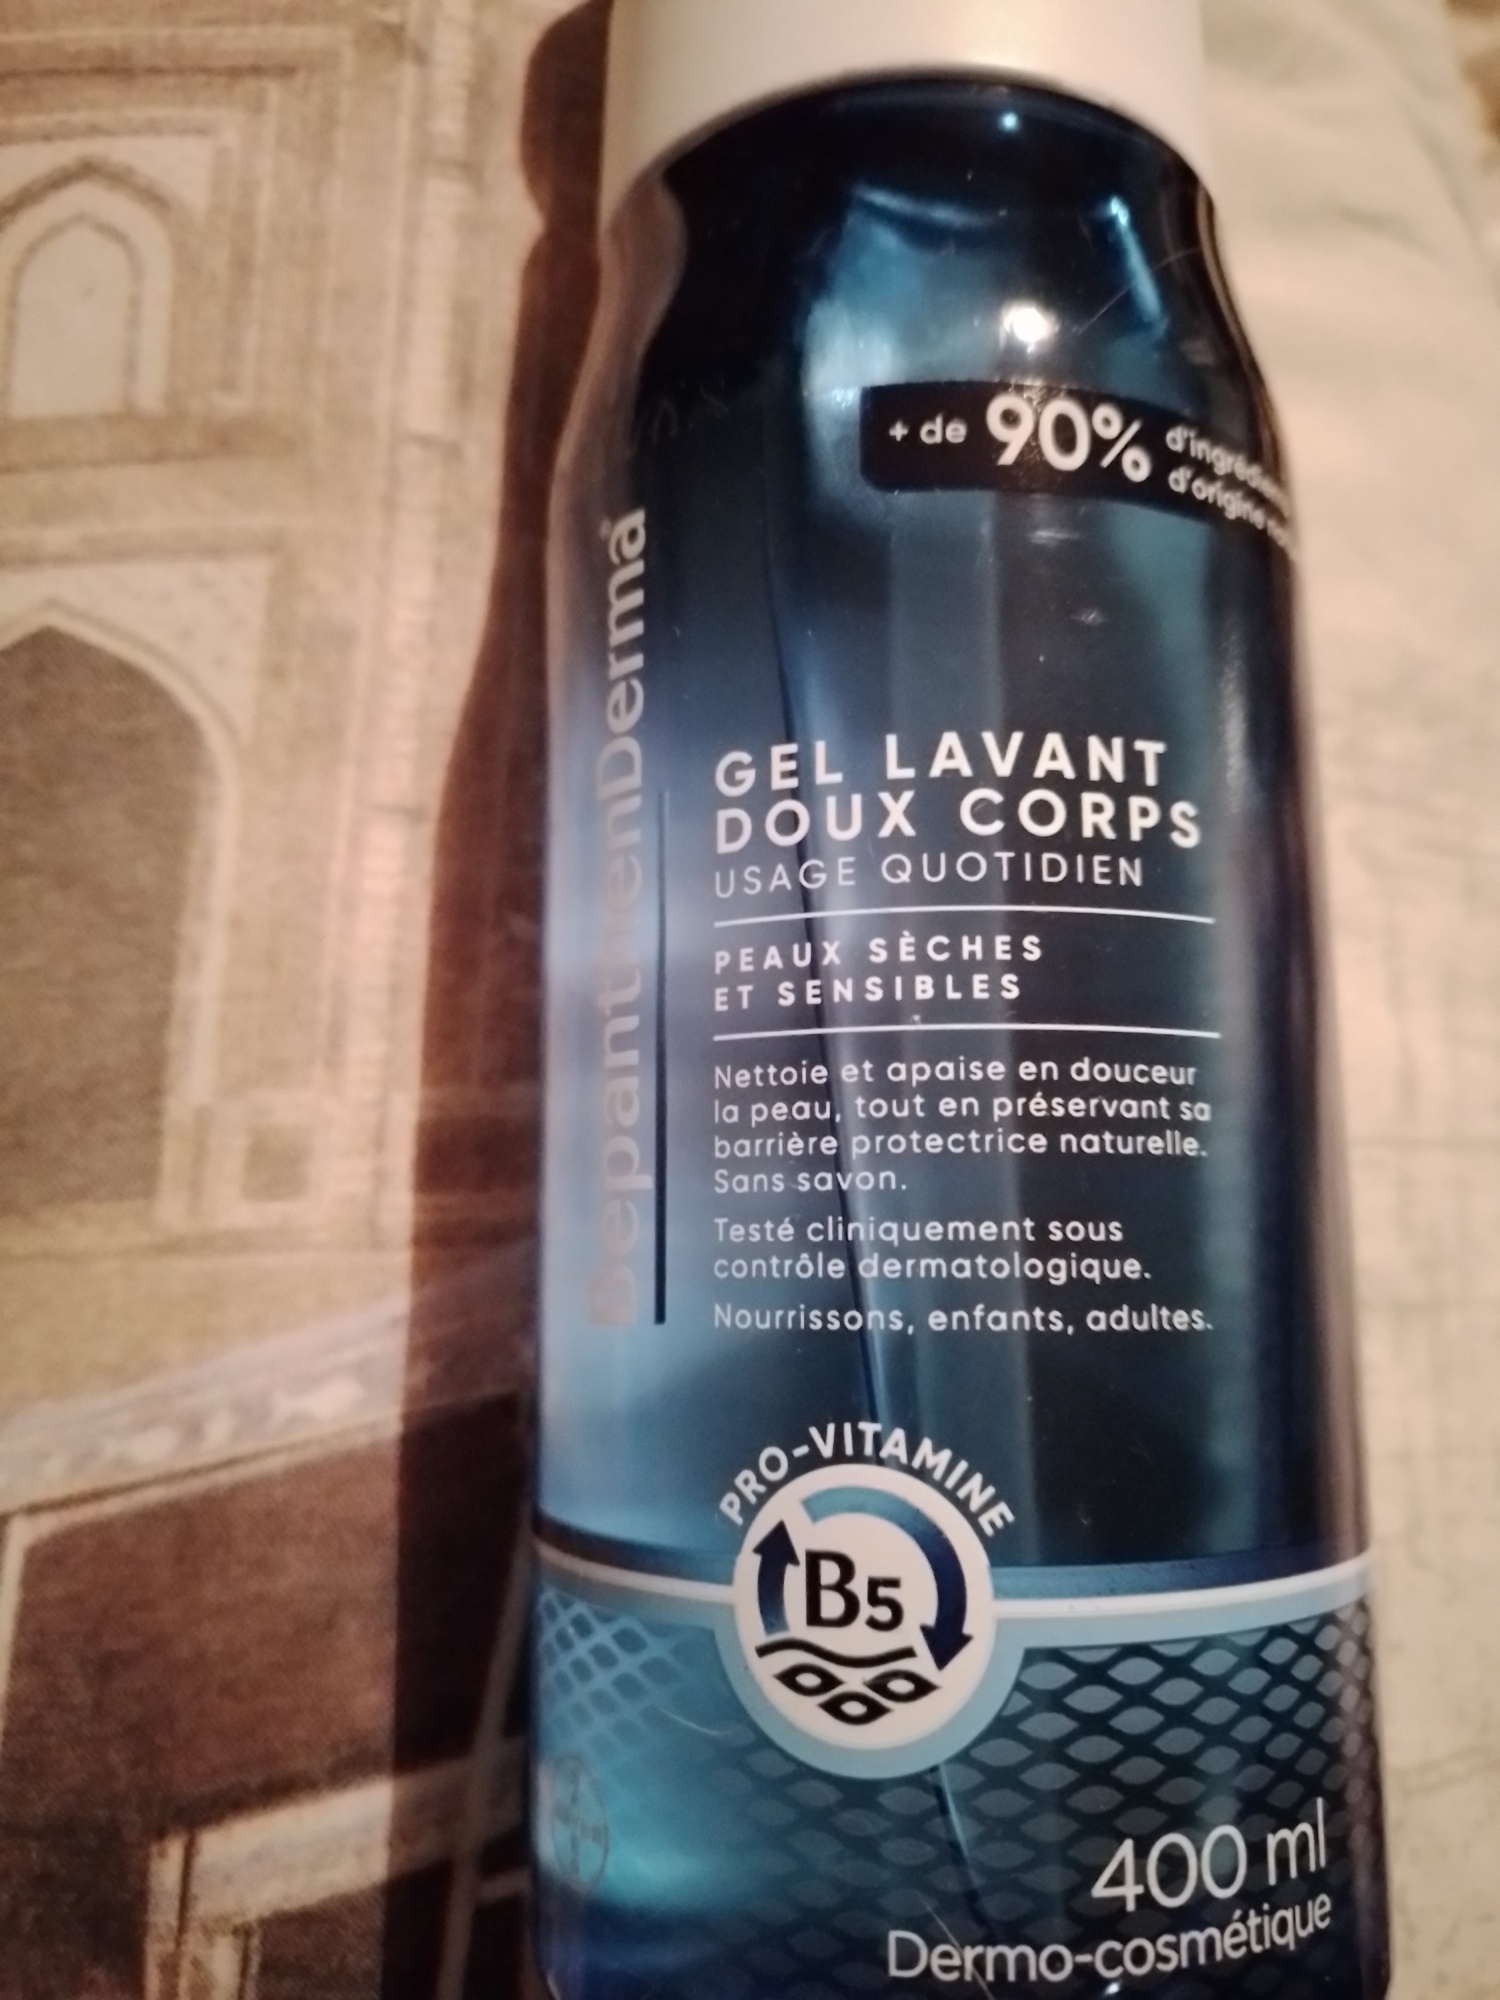 + de 90% d'ingrédients
d'origine
BepanthenDerma®
GEL LAVANT
DOUX CORPS
USAGE QUOTIDIEN
PEAUX SÈCHES
ET SENSIBLES
Nettoie et apaise en douceur
la peau, tout en préservant sa
barrière protectrice naturelle.
Sans savon.
Testé cliniquement sous
contrôle dermatologique.
Nourrissons, enfants, adultes.
PRO-VITAMINE
B5
400 ml
Dermo-cosmétique